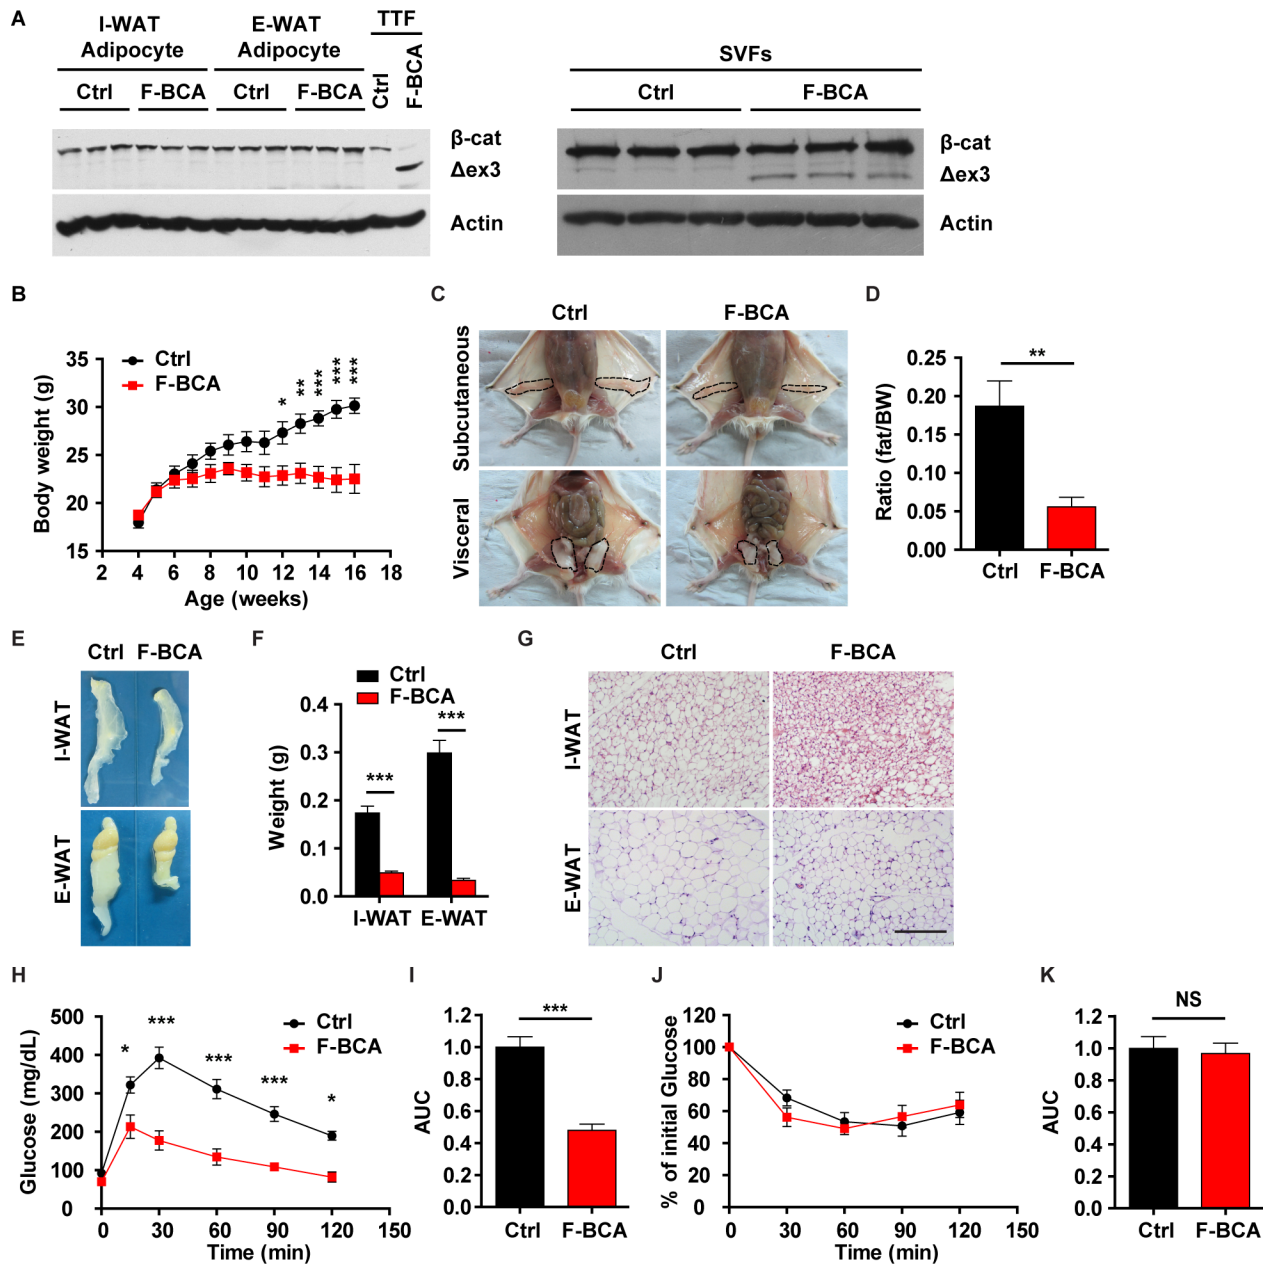 A
I-WAT
Adipocyte
E-WAT
Adipocyte
TTF
Ctrl
F-BCA
Ctrl
F-BCA
Ctrl
F-BCA
β-cat
Δex3
Actin
SVFs
Ctrl
F-BCA
β-cat
Δex3
Actin
B
Body weight (g)
35
30
25
20
15
Ctrl
F-BCA
*
**
***
***
***
2 4 6 8 10 12 14 16 18
Age (weeks)
C
Ctrl
F-BCA
Subcutaneous
Visceral
D
Ratio (fat/BW)
0.25
0.20
0.15
0.10
0.05
0.00
**
Ctrl F-BCA
E
Ctrl F-BCA
I-WAT
E-WAT
F
Ctrl
F-BCA
Weight (g)
0.4
0.3
0.2
0.1
0.0
***
***
I-WAT E-WAT
G
Ctrl
F-BCA
I-WAT
E-WAT
H
Glucose (mg/dL)
500
400
300
200
100
0
Ctrl
F-BCA
*
***
***
***
*
0 30 60 90 120 150
Time (min)
I
AUC
1.2
1.0
0.8
0.6
0.4
0.2
0.0
***
Ctrl F-BCA
J
% of initial Glucose
120
100
80
60
40
20
0
Ctrl
F-BCA
0 30 60 90 120 150
Time (min)
K
AUC
1.2
1.0
0.8
0.6
0.4
0.2
0.0
NS
Ctrl F-BCA